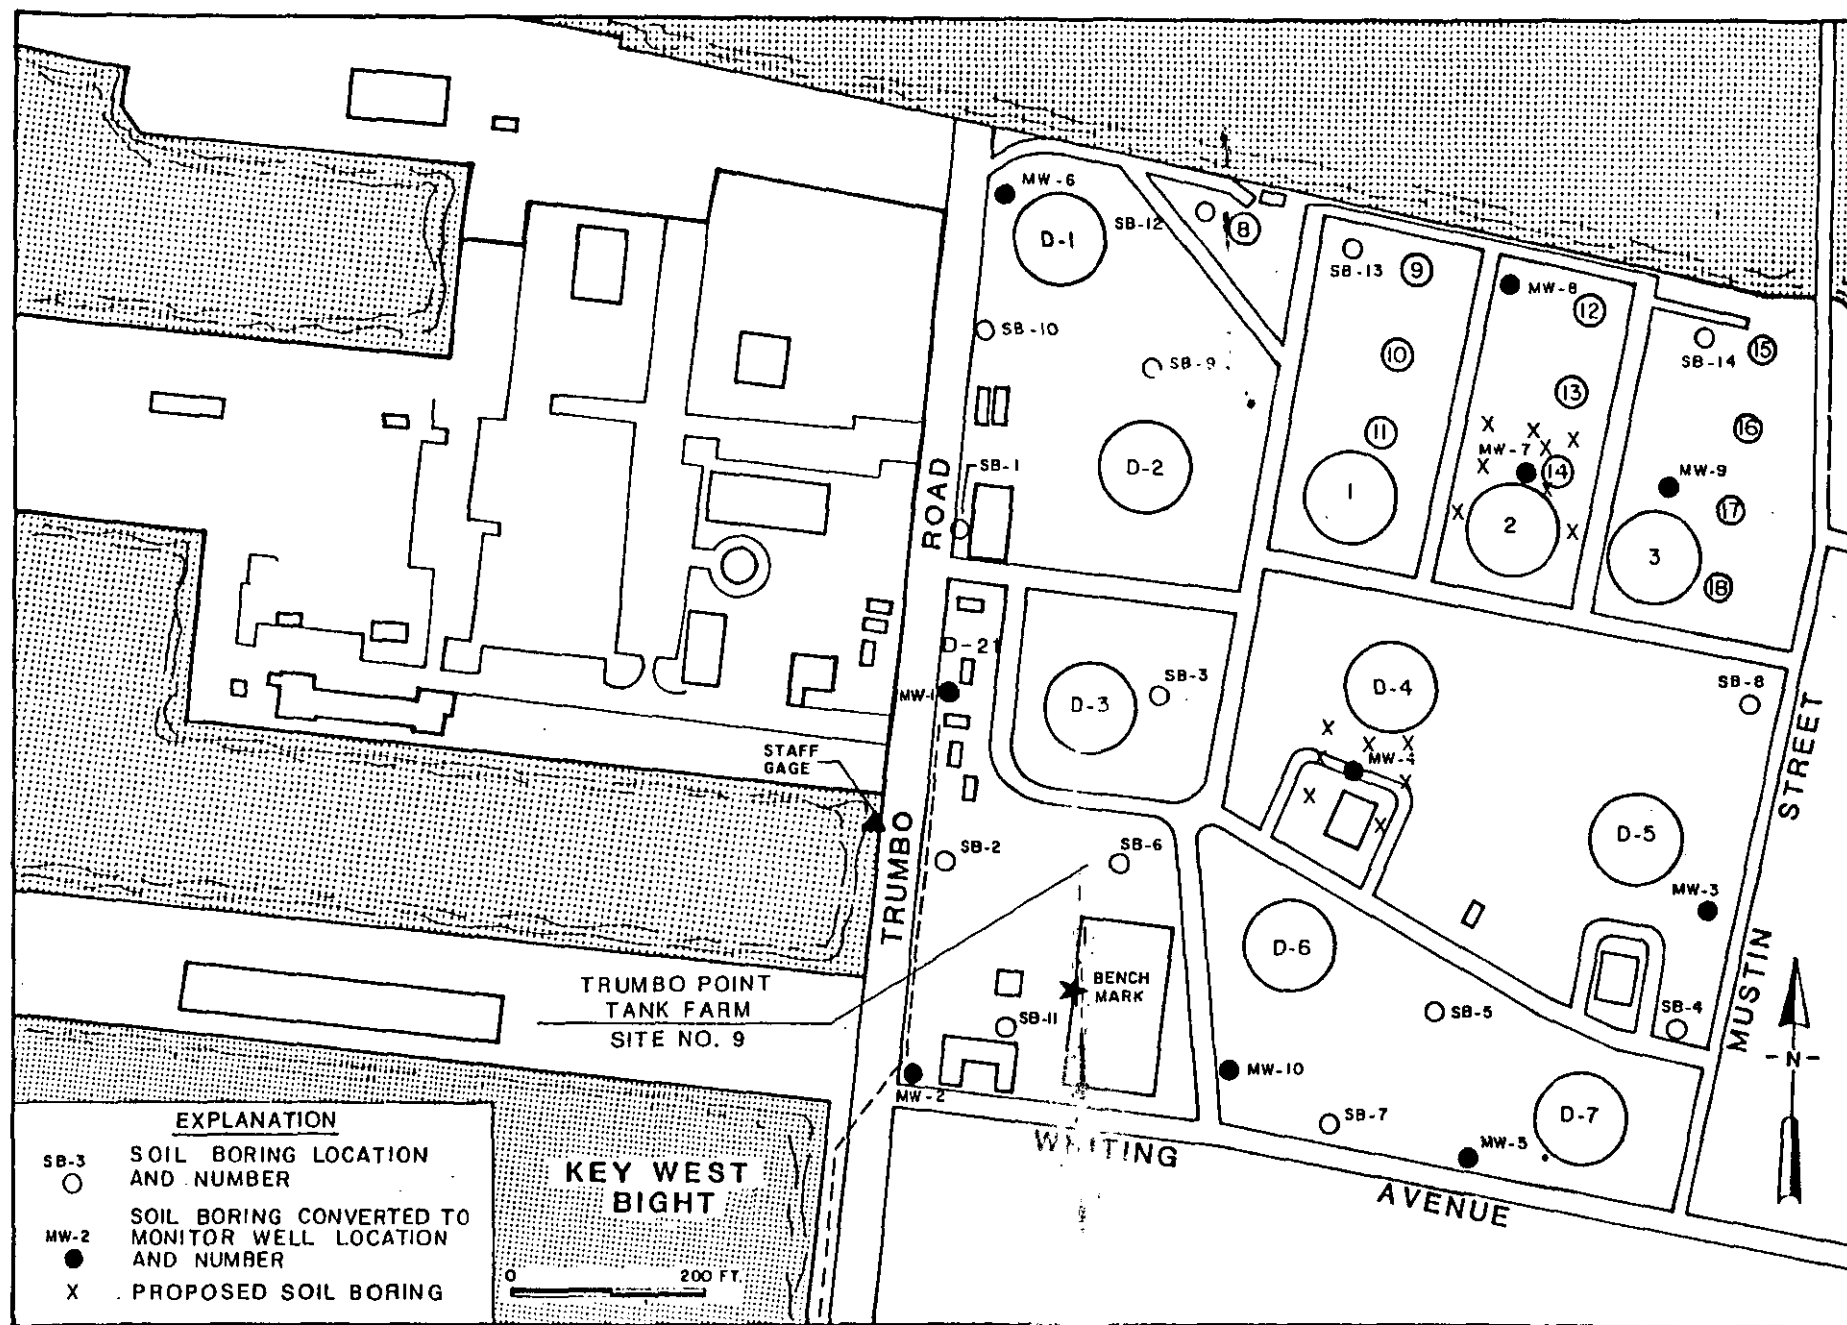 MW-6
D-1
SB-12
8
SB-13
9
MW-8
12
SB-10
SB-9
10
SB-14
15
13
11
16
X X X X
D-2
MW-7
14
X
X
MW-9
SB-1
1
X
2
X
17
3
18
ROAD
D-21
MW-1
D-3
SB-3
D-4
SB-8
STAFF
GAGE
X
X X
MW-4
X
X
X
STREET
TRUMBO
SB-2
SB-6
D-5
MW-3
D-6
TRUMBO POINT
TANK FARM
SITE NO. 9
BENCH
MARK
SB-11
SB-5
SB-4
MUSTIN
N
MW-2
MW-10
SB-7
D-7
MW-5
AVENUE
KEY WEST
BIGHT
0 200 FT.
EXPLANATION
SB-3 SOIL BORING LOCATION
AND NUMBER
MW-2 SOIL BORING CONVERTED TO
MONITOR WELL LOCATION
AND NUMBER
X PROPOSED SOIL BORING